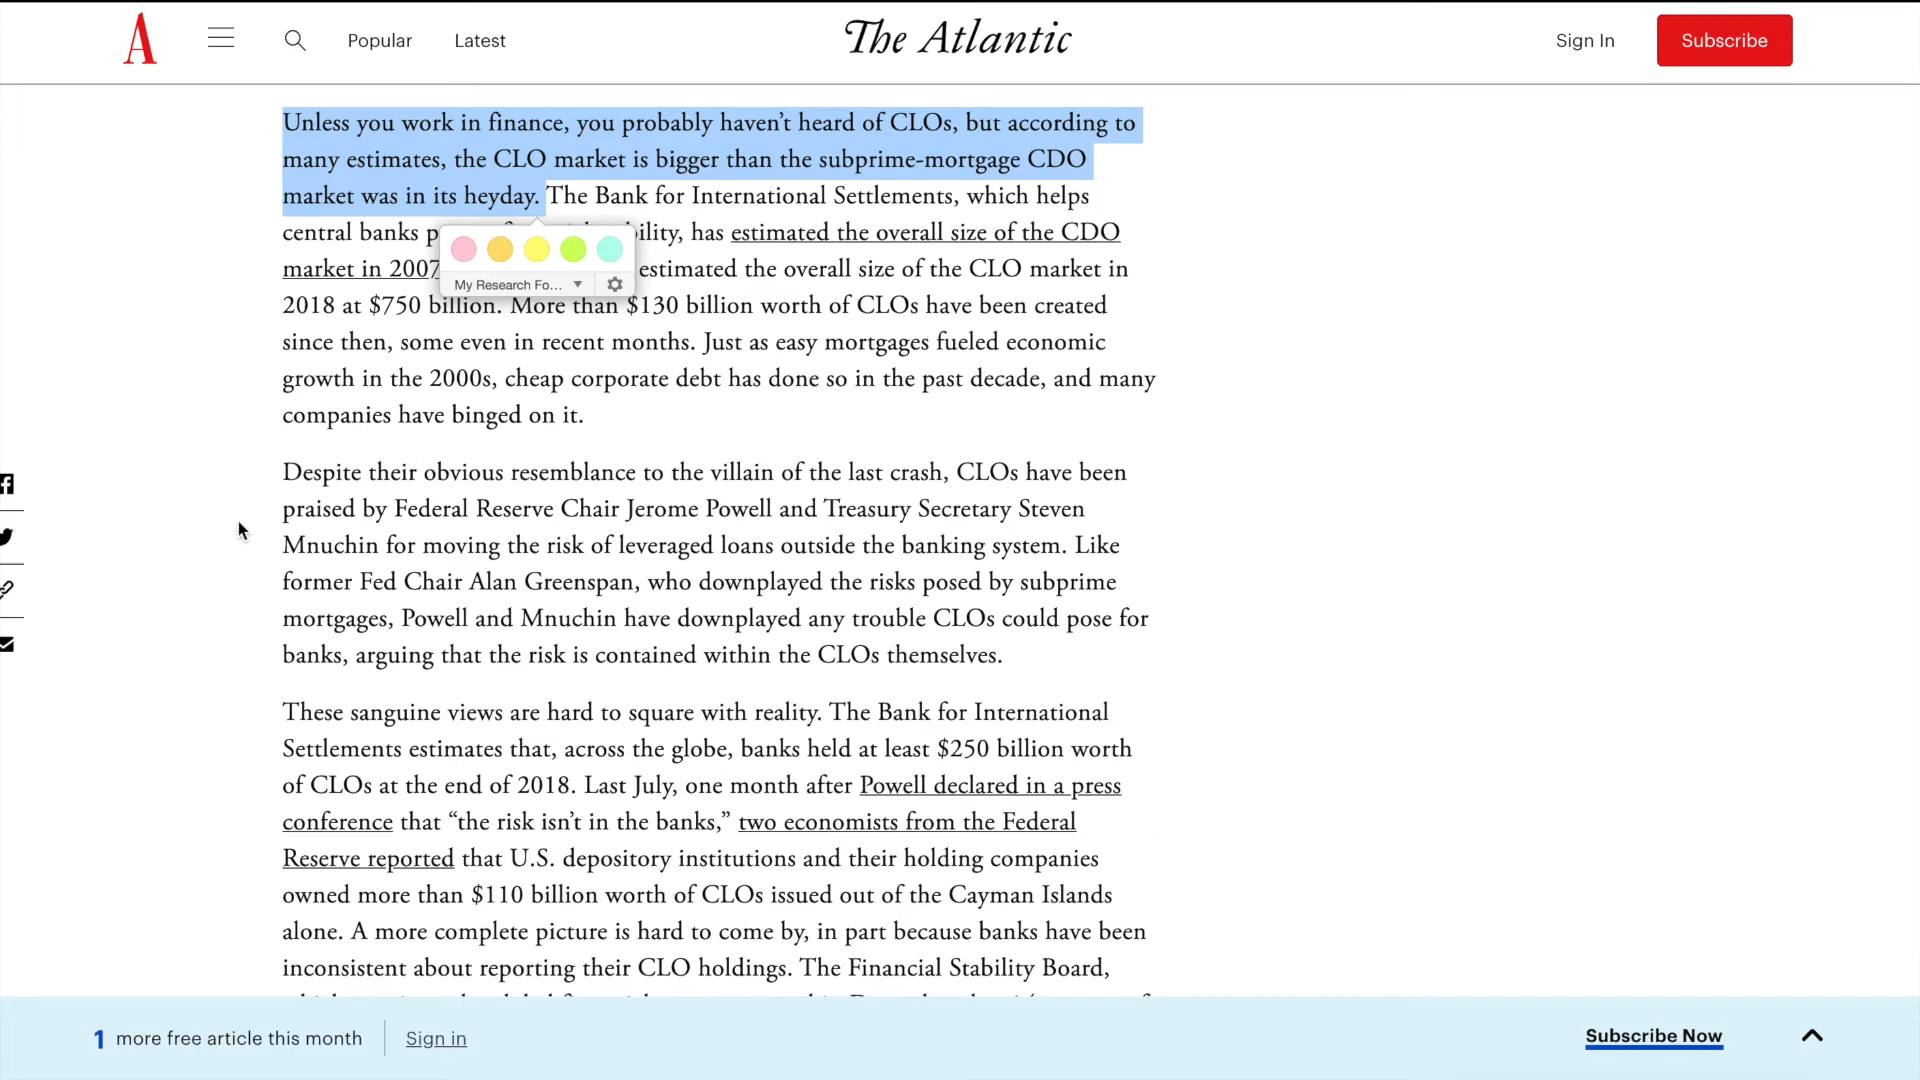 A
Popular
Latest
The Atlantic
Sign In
Subscribe
Unless you work in finance, you probably haven’t heard of CLOs, but according to
many estimates, the CLO market is bigger than the subprime-mortgage CDO
market was in its heyday. The Bank for International Settlements, which helps
central banks p ility, has estimated the overall size of the CDO
market in 2007 estimated the overall size of the CLO market in
My Research Fo...
2018 at $750 billion. More than $130 billion worth of CLOs have been created
since then, some even in recent months. Just as easy mortgages fueled economic
growth in the 2000s, cheap corporate debt has done so in the past decade, and many
companies have binged on it.
Despite their obvious resemblance to the villain of the last crash, CLOs have been
praised by Federal Reserve Chair Jerome Powell and Treasury Secretary Steven
Mnuchin for moving the risk of leveraged loans outside the banking system. Like
former Fed Chair Alan Greenspan, who downplayed the risks posed by subprime
mortgages, Powell and Mnuchin have downplayed any trouble CLOs could pose for
banks, arguing that the risk is contained within the CLOs themselves.
These sanguine views are hard to square with reality. The Bank for International
Settlements estimates that, across the globe, banks held at least $250 billion worth
of CLOs at the end of 2018. Last July, one month after Powell declared in a press
conference that “the risk isn’t in the banks,” two economists from the Federal
Reserve reported that U.S. depository institutions and their holding companies
owned more than $110 billion worth of CLOs issued out of the Cayman Islands
alone. A more complete picture is hard to come by, in part because banks have been
inconsistent about reporting their CLO holdings. The Financial Stability Board,
1 more free article this month
Sign in
Subscribe Now